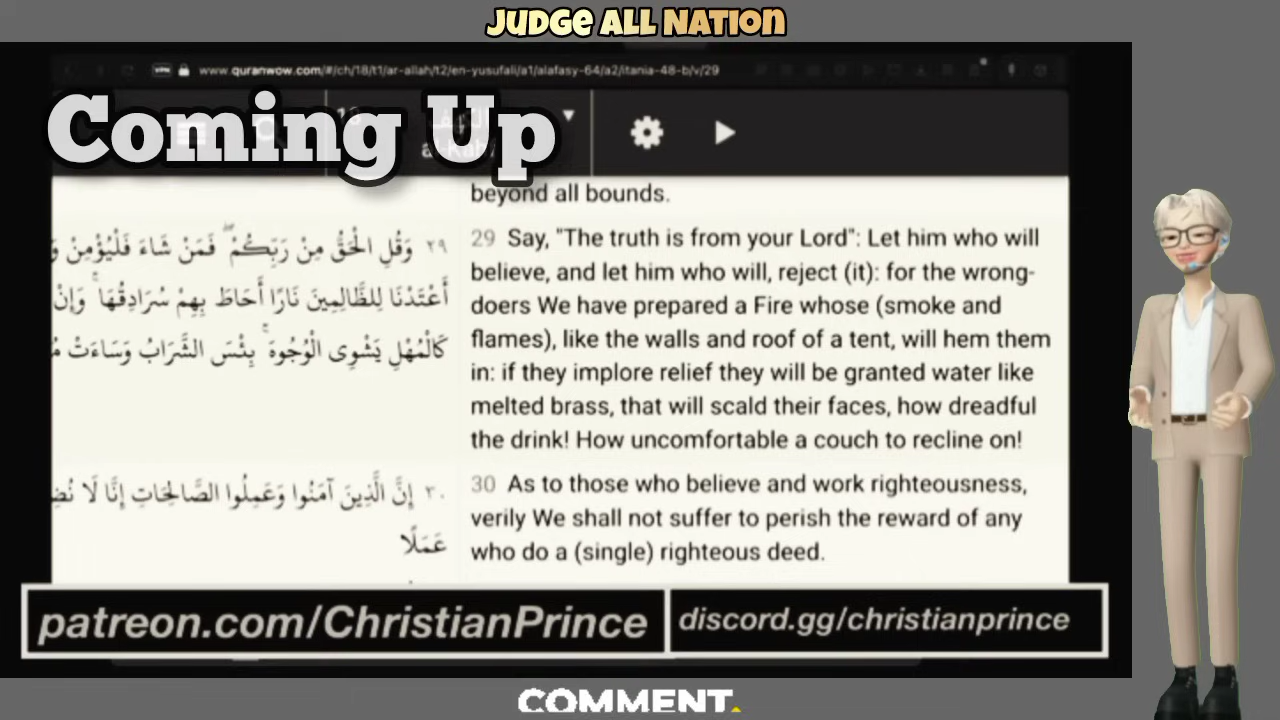 JUDGE ALL NATION
www.quranwow.com/#/ch/18/t1/ar-allah/t2/en-yusufali/a1/alafasy-64/a2/itania-48-b/v/29
Coming Up
beyond all bounds.
٢٩ وَقُلِ الْحَقُّ مِنْ رَبِّكُمْ ۖ فَمَنْ شَاءَ فَلْيُؤْمِنْ وَ
أَعْتَدْنَا لِلظَّالِمِينَ نَارًا أَحَاطَ بِهِمْ سُرَادِقُهَا ۚ وَإِنْ
كَالْمُهْلِ يَشْوِي الْوُجُوهَ ۚ بِئْسَ الشَّرَابُ وَسَاءَتْ مُ
29 Say, "The truth is from your Lord": Let him who will
believe, and let him who will, reject (it): for the wrong-
doers We have prepared a Fire whose (smoke and
flames), like the walls and roof of a tent, will hem them
in: if they implore relief they will be granted water like
melted brass, that will scald their faces, how dreadful
the drink! How uncomfortable a couch to recline on!
٣٠ إِنَّ الَّذِينَ آمَنُوا وَعَمِلُوا الصَّالِحَاتِ إِنَّا لَا نُضِ
عَمَلًا
30 As to those who believe and work righteousness,
verily We shall not suffer to perish the reward of any
who do a (single) righteous deed.
patreon.com/ChristianPrince
discord.gg/christianprince
COMMENT.